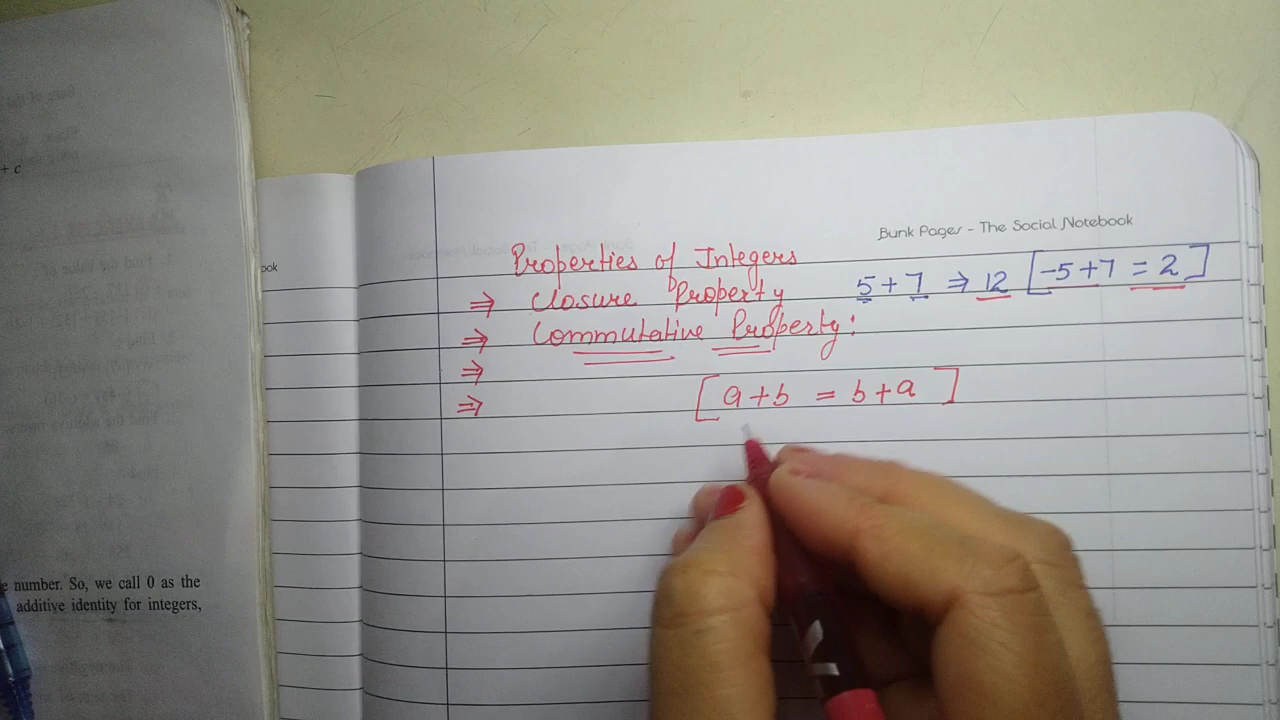 + c
ook
e number. So, we call 0 as the
additive identity for integers,
Bunk Pages - The Social Notebook
Properties of Integers
⇒ Closure Property 5 + 7 ⇒ 12 [-5 + 7 = 2]
⇒ Commutative Property:
⇒
⇒ [a + b = b + a]